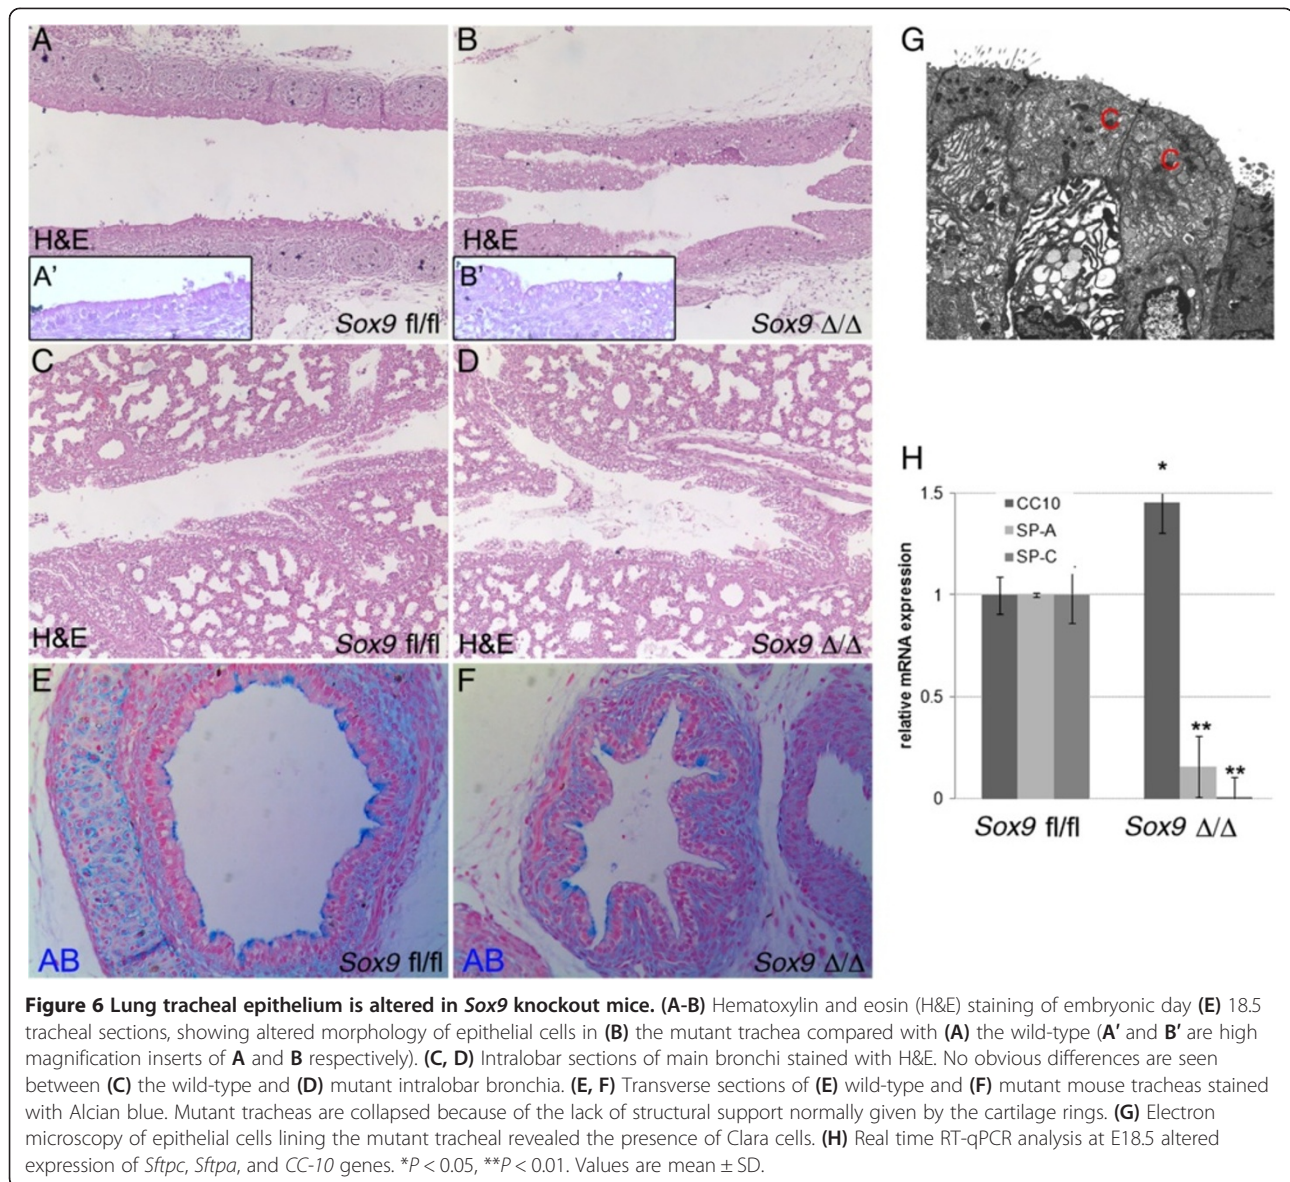 A
B
G
C
C
H&E
H&E
A'
B'
Sox9 fl/fl
Sox9 Δ/Δ
C
D
H&E
Sox9 fl/fl
H&E
Sox9 Δ/Δ
H
*
1.5
CC10
SP-A
SP-C
1
relative mRNA expression
0.5
**
**
0
Sox9 fl/fl
Sox9 Δ/Δ
E
F
AB
Sox9 fl/fl
AB
Sox9 Δ/Δ
Figure 6 Lung tracheal epithelium is altered in Sox9 knockout mice. (A-B) Hematoxylin and eosin (H&E) staining of embryonic day (E) 18.5
tracheal sections, showing altered morphology of epithelial cells in (B) the mutant trachea compared with (A) the wild-type (A' and B' are high
magnification inserts of A and B respectively). (C, D) Intralobar sections of main bronchi stained with H&E. No obvious differences are seen
between (C) the wild-type and (D) mutant intralobar bronchia. (E, F) Transverse sections of (E) wild-type and (F) mutant mouse tracheas stained
with Alcian blue. Mutant tracheas are collapsed because of the lack of structural support normally given by the cartilage rings. (G) Electron
microscopy of epithelial cells lining the mutant tracheal revealed the presence of Clara cells. (H) Real time RT-qPCR analysis at E18.5 altered
expression of Sftpc, Sftpa, and CC-10 genes. *P < 0.05, **P < 0.01. Values are mean ± SD.